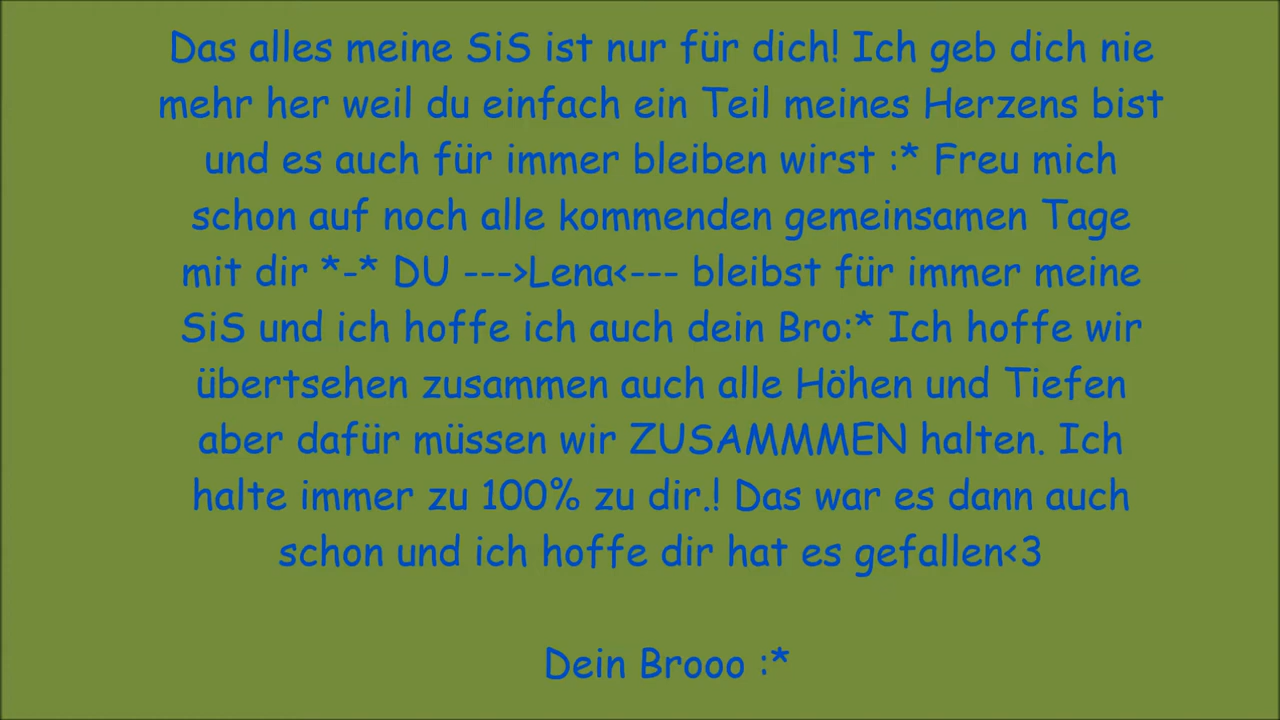 Das alles meine SiS ist nur für dich! Ich geb dich nie
mehr her weil du einfach ein Teil meines Herzens bist
und es auch für immer bleiben wirst :* Freu mich
schon auf noch alle kommenden gemeinsamen Tage
mit dir *-* DU --->Lena<--- bleibst für immer meine
SiS und ich hoffe ich auch dein Bro:* Ich hoffe wir
übertsehen zusammen auch alle Höhen und Tiefen
aber dafür müssen wir ZUSAMMMEN halten. Ich
halte immer zu 100% zu dir.! Das war es dann auch
schon und ich hoffe dir hat es gefallen<3
Dein Brooo :*